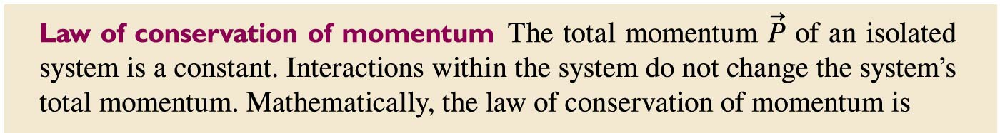 Law of conservation of momentum The total momentum P⃗ of an isolated
system is a constant. Interactions within the system do not change the system’s
total momentum. Mathematically, the law of conservation of momentum is